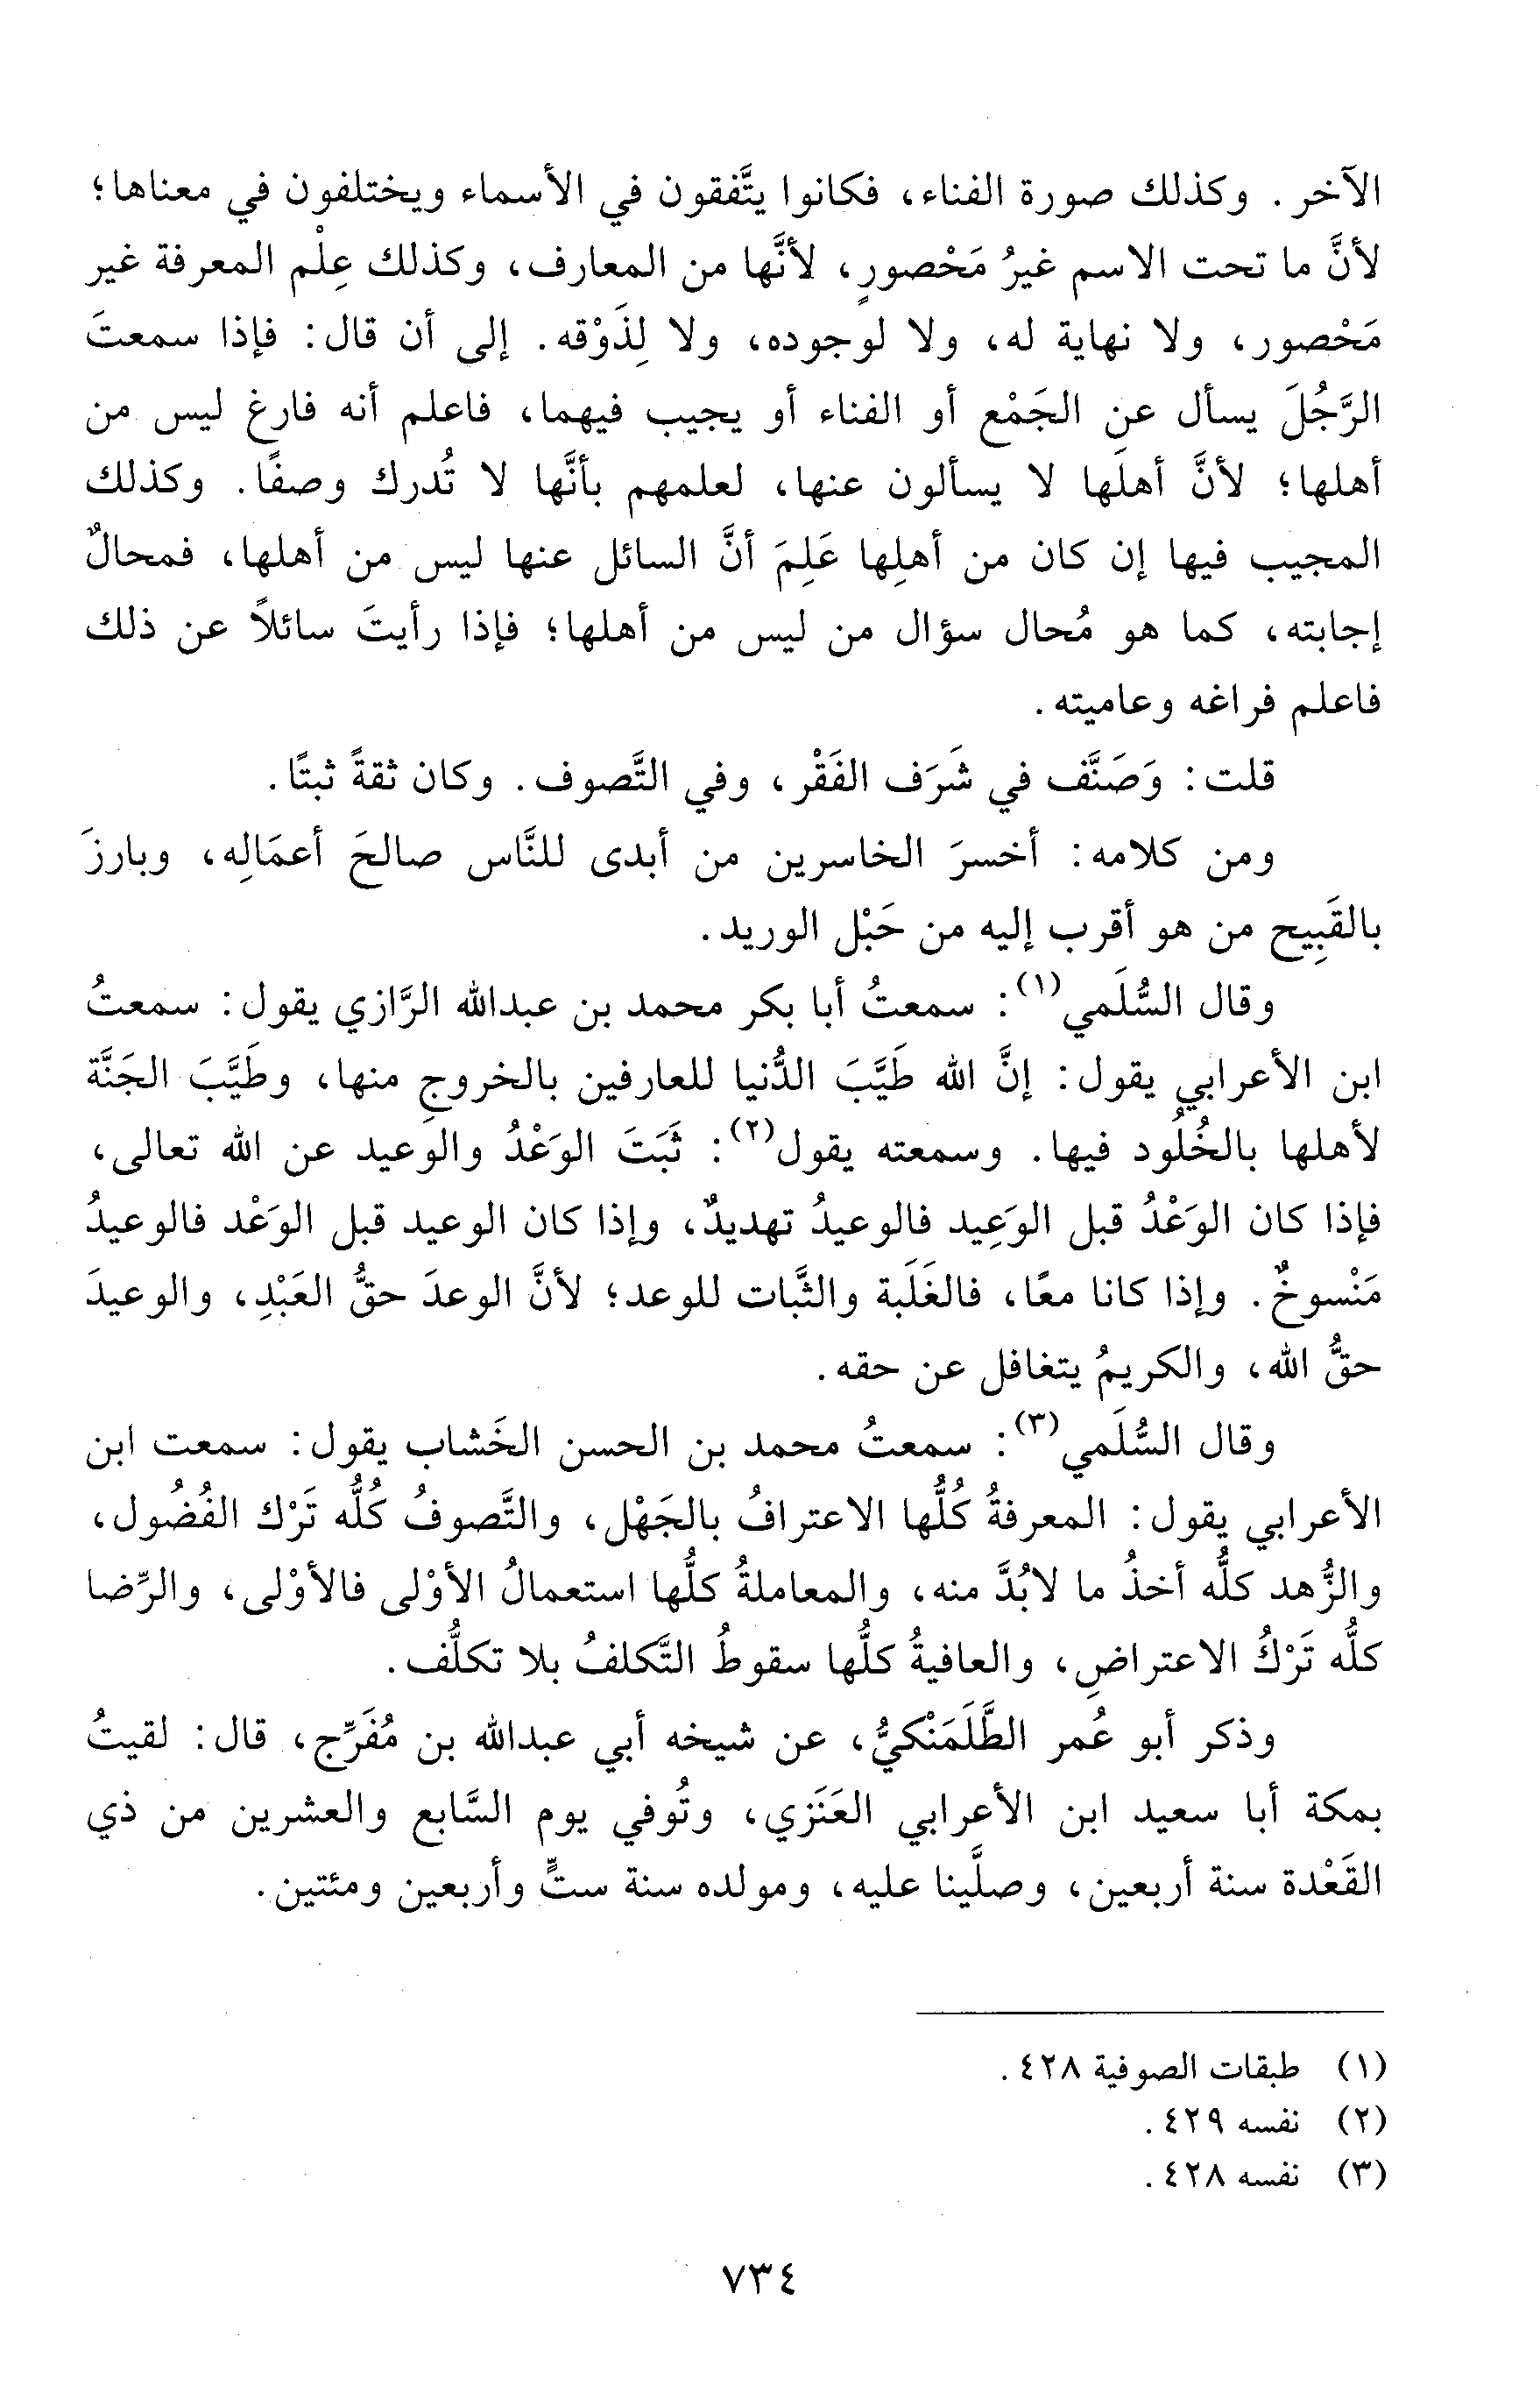 الآخر. وكذلك صورة الفناء، فكانوا يتَّفقون في الأسماء ويختلفون في معناها؛
لأنَّ ما تحت الاسم غيرُ مَحْصورٍ، لأنَّها من المعارف، وكذلك عِلْم المعرفة غير
مَحْصور، ولا نهاية له، ولا لوجوده، ولا لِذَوْقه. إلى أن قال: فإذا سمعتَ
الرَّجُلَ يسأل عن الجَمْع أو الفناء أو يجيب فيهما، فاعلم أنه فارغ ليس من
أهلها؛ لأنَّ أهلَها لا يسألون عنها، لعلمهم بأنَّها لا تُدرك وصفًا. وكذلك
المجيب فيها إن كان من أهلِها عَلِمَ أنَّ السائل عنها ليس من أهلها، فمحالٌ
إجابته، كما هو مُحال سؤال من ليس من أهلها؛ فإذا رأيتَ سائلاً عن ذلك
فاعلم فراغه وعاميته.
قلت: وَصَنَّف في شَرَف الفَقْر، وفي التَّصوف. وكان ثقةً ثبتًا.
ومن كلامه: أخسرَ الخاسرين من أبدى للنَّاس صالحَ أعمَالِه، وبارزَ
بالقَبِيح من هو أقرب إليه من حَبْل الوريد.
وقال السُّلَمي(١): سمعتُ أبا بكر محمد بن عبدالله الرَّازي يقول: سمعتُ
ابن الأعرابي يقول: إنَّ الله طَيَّبَ الدُّنيا للعارفين بالخروجِ منها، وطَيَّبَ الجَنَّة
لأهلها بالخُلُود فيها. وسمعته يقول(٢): ثَبَتَ الوَعْدُ والوعيد عن الله تعالى،
فإذا كان الوَعْدُ قبل الوَعِيد فالوعيدُ تهديدٌ، وإذا كان الوعيد قبل الوَعْد فالوعيدُ
مَنْسوخٌ. وإذا كانا معًا، فالغَلَبة والثَّبات للوعد؛ لأنَّ الوعدَ حقُّ العَبْدِ، والوعيدَ
حقُّ الله، والكريمُ يتغافل عن حقه.
وقال السُّلَمي(٣): سمعتُ محمد بن الحسن الخَشاب يقول: سمعت ابن
الأعرابي يقول: المعرفةُ كُلُّها الاعترافُ بالجَهْل، والتَّصوفُ كُلُّه تَرْك الفُضُول،
والزُّهد كلُّه أخذُ ما لابُدَّ منه، والمعاملةُ كلُّها استعمالُ الأوْلى فالأوْلى، والرِّضا
كلُّه تَرْكُ الاعتراضِ، والعافيةُ كلُّها سقوطُ التَّكلفُ بلا تكلُّف.
وذكر أبو عُمر الطَّلَمَنْكيُّ، عن شيخه أبي عبدالله بن مُفَرِّج، قال: لقيتُ
بمكة أبا سعيد ابن الأعرابي العَنَزي، وتُوفي يوم السَّابع والعشرين من ذي
القَعْدة سنة أربعين، وصلَّينا عليه، ومولده سنة ستٍّ وأربعين ومئتين.
(١) طبقات الصوفية ٤٢٨.
(٢) نفسه ٤٢٩.
(٣) نفسه ٤٢٨.
٧٣٤